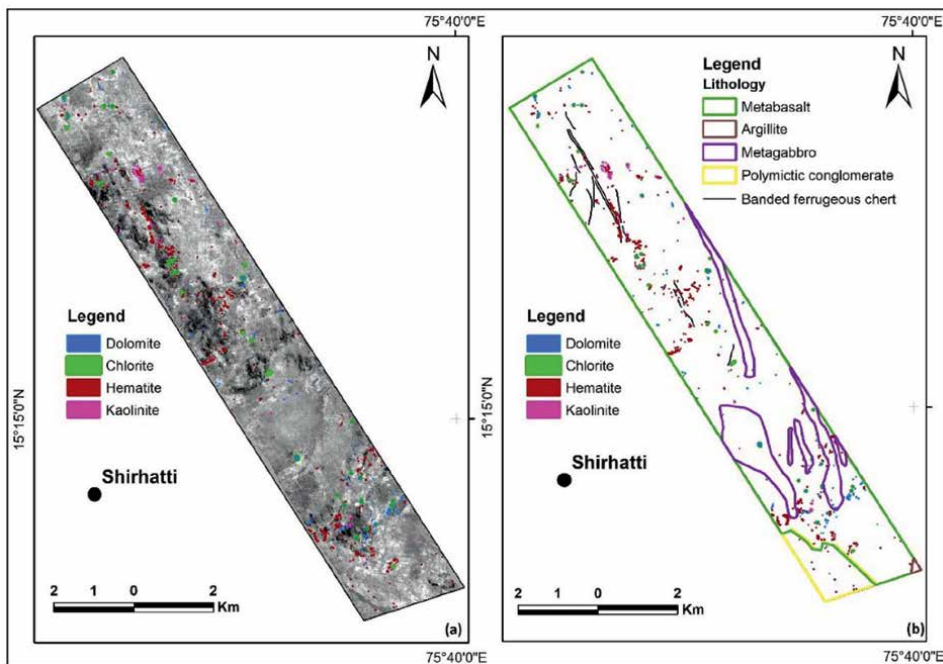 75°40'0"E
75°40'0"E
N
N
Legend
Lithology
Metabasalt
Argillite
Metagabbro
Polymictic conglomerate
Banded ferrugeous chert
Legend
Dolomite
Chlorite
Hematite
Kaolinite
Legend
Dolomite
Chlorite
Hematite
Kaolinite
15°15'0"N
15°15'0"N
Shirhatti
Shirhatti
2 1 0 2
Km
2 1 0 2
Km
(a)
(b)
75°40'0"E
75°40'0"E